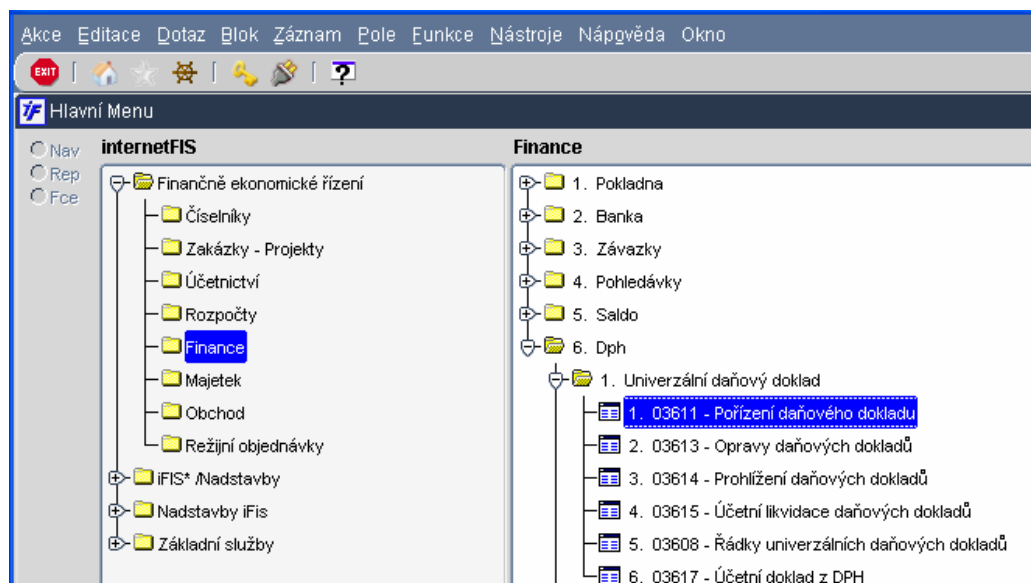 Akce Editace Dotaz Blok Záznam Pole Funkce Nástroje Nápověda Okno
EXIT ?
iF Hlavní Menu
Nav
Rep
Fce
internetFIS
Finančně ekonomické řízení
Číselníky
Zakázky - Projekty
Účetnictví
Rozpočty
Finance
Majetek
Obchod
Režijní objednávky
iFIS* /Nadstavby
Nadstavby iFis
Základní služby
Finance
1. Pokladna
2. Banka
3. Závazky
4. Pohledávky
5. Saldo
6. Dph
1. Univerzální daňový doklad
1. 03611 - Pořízení daňového dokladu
2. 03613 - Opravy daňových dokladů
3. 03614 - Prohlížení daňových dokladů
4. 03615 - Účetní likvidace daňových dokladů
5. 03608 - Řádky univerzálních daňových dokladů
6. 03617 - Účetní doklad z DPH